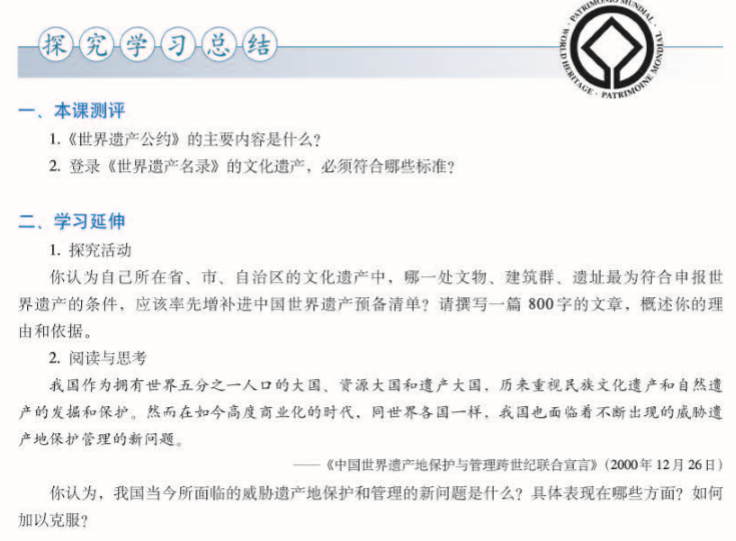 探究学习总结
PATRIMONIO MUNDIAL · WORLD HERITAGE · PATRIMOINE MONDIAL
一、本课测评
1.《世界遗产公约》的主要内容是什么？
2. 登录《世界遗产名录》的文化遗产，必须符合哪些标准？
二、学习延伸
1. 探究活动
你认为自己所在省、市、自治区的文化遗产中，哪一处文物、建筑群、遗址最为符合申报世
界遗产的条件，应该率先增补进中国世界遗产预备清单？请撰写一篇 800字的文章，概述你的理
由和依据。
2. 阅读与思考
我国作为拥有世界五分之一人口的大国、资源大国和遗产大国，历来重视民族文化遗产和自然遗
产的发掘和保护。然而在如今高度商业化的时代，同世界各国一样，我国也面临着不断出现的威胁遗
产地保护管理的新问题。
——《中国世界遗产地保护与管理跨世纪联合宣言》（2000年12月26日）
你认为，我国当今所面临的威胁遗产地保护和管理的新问题是什么？具体表现在哪些方面？如何
加以克服？